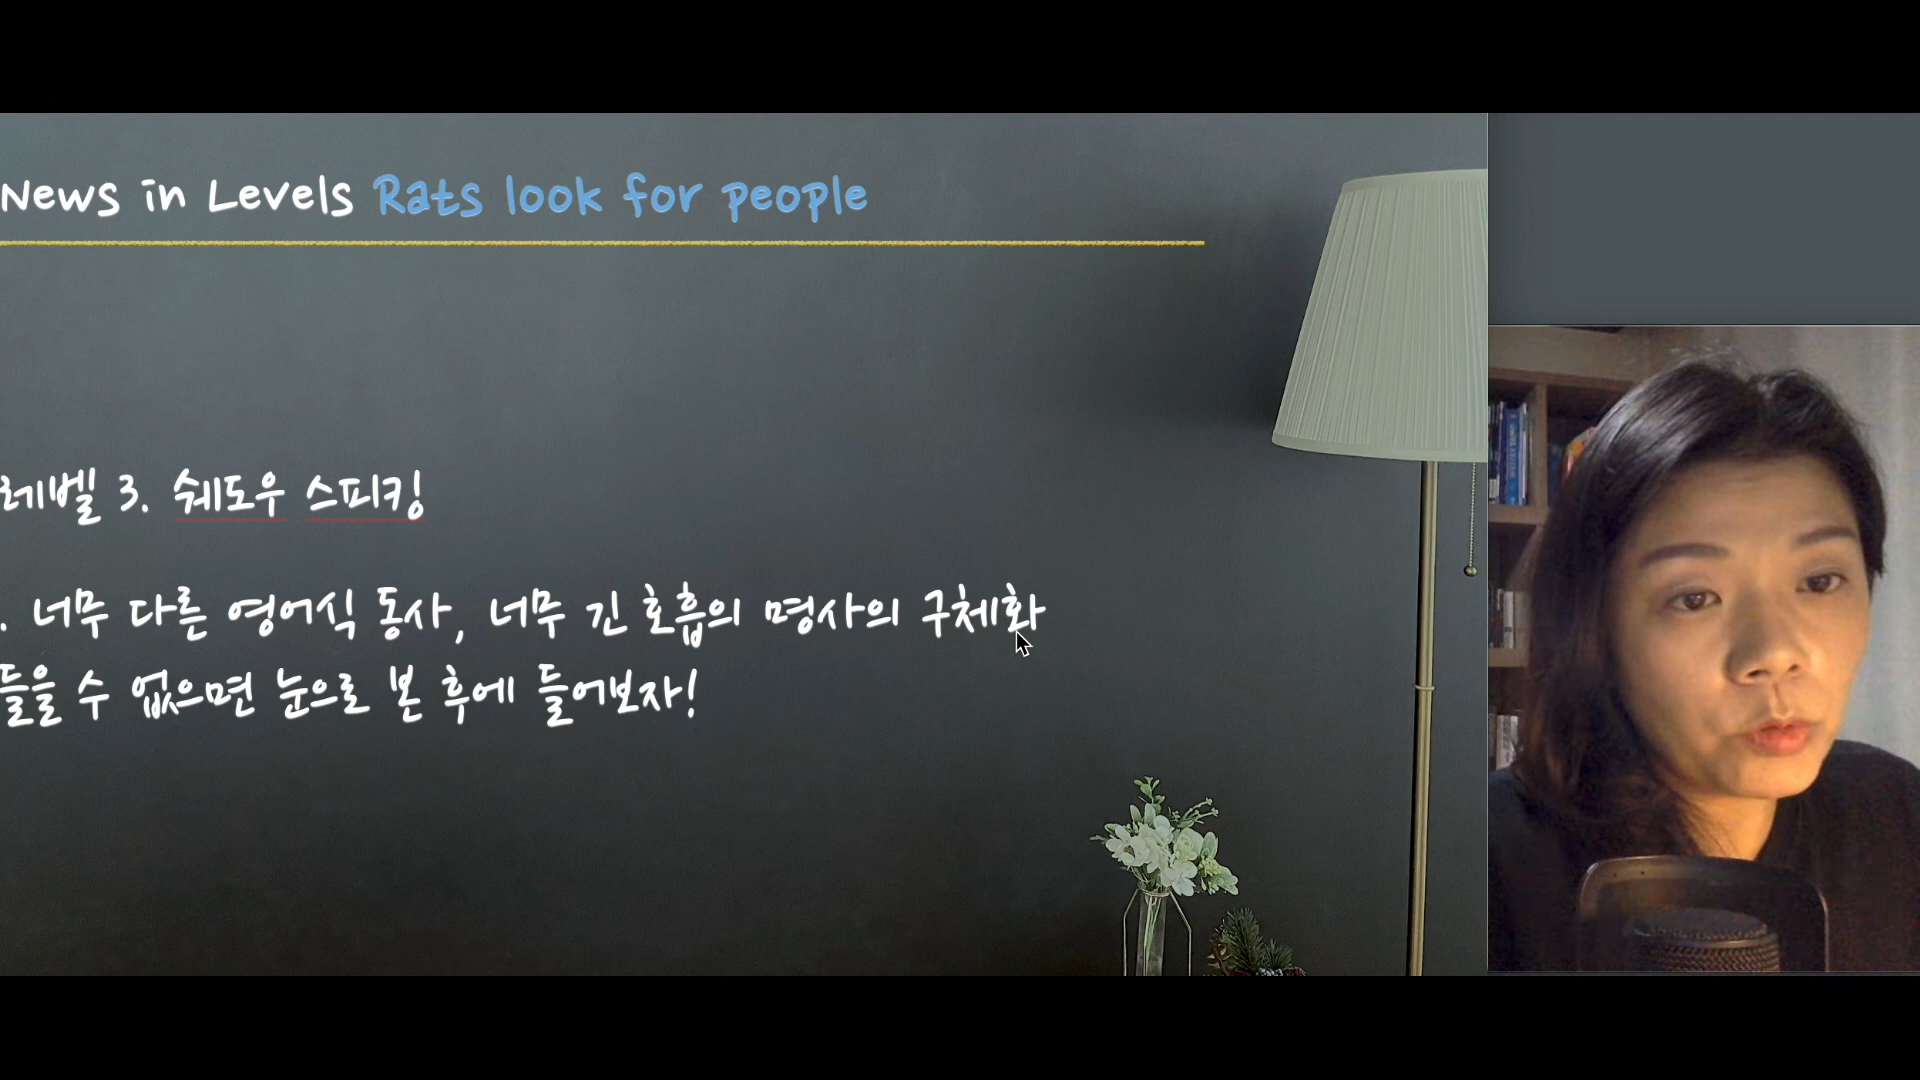 News in Levels Rats look for people
레벨 3. 쉐도우 스피킹
. 너무 다른 영어식 동사, 너무 긴 호흡의 명사의 구체화
들을 수 없으면 눈으로 본 후에 들어보자!